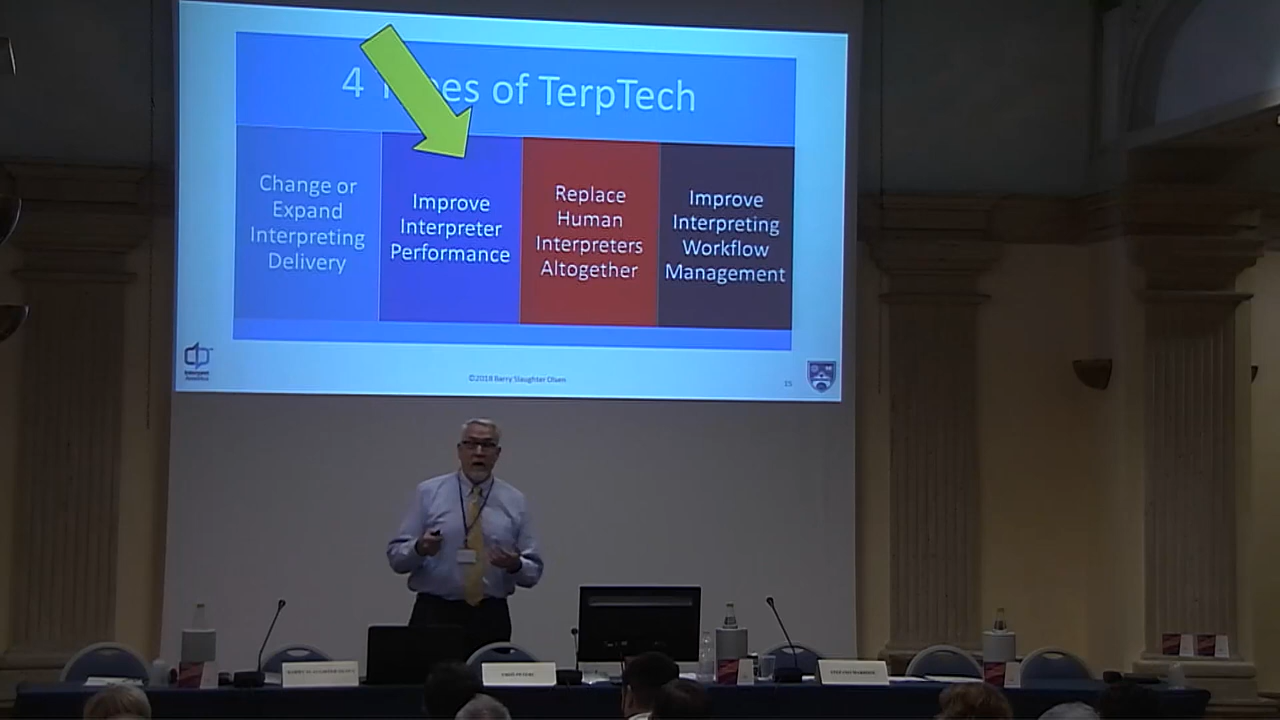 4 Types of TerpTech
Change or
Expand
Interpreting
Delivery
Improve
Interpreter
Performance
Replace
Human
Interpreters
Altogether
Improve
Interpreting
Workflow
Management
©2018 Barry Slaughter Olsen
15